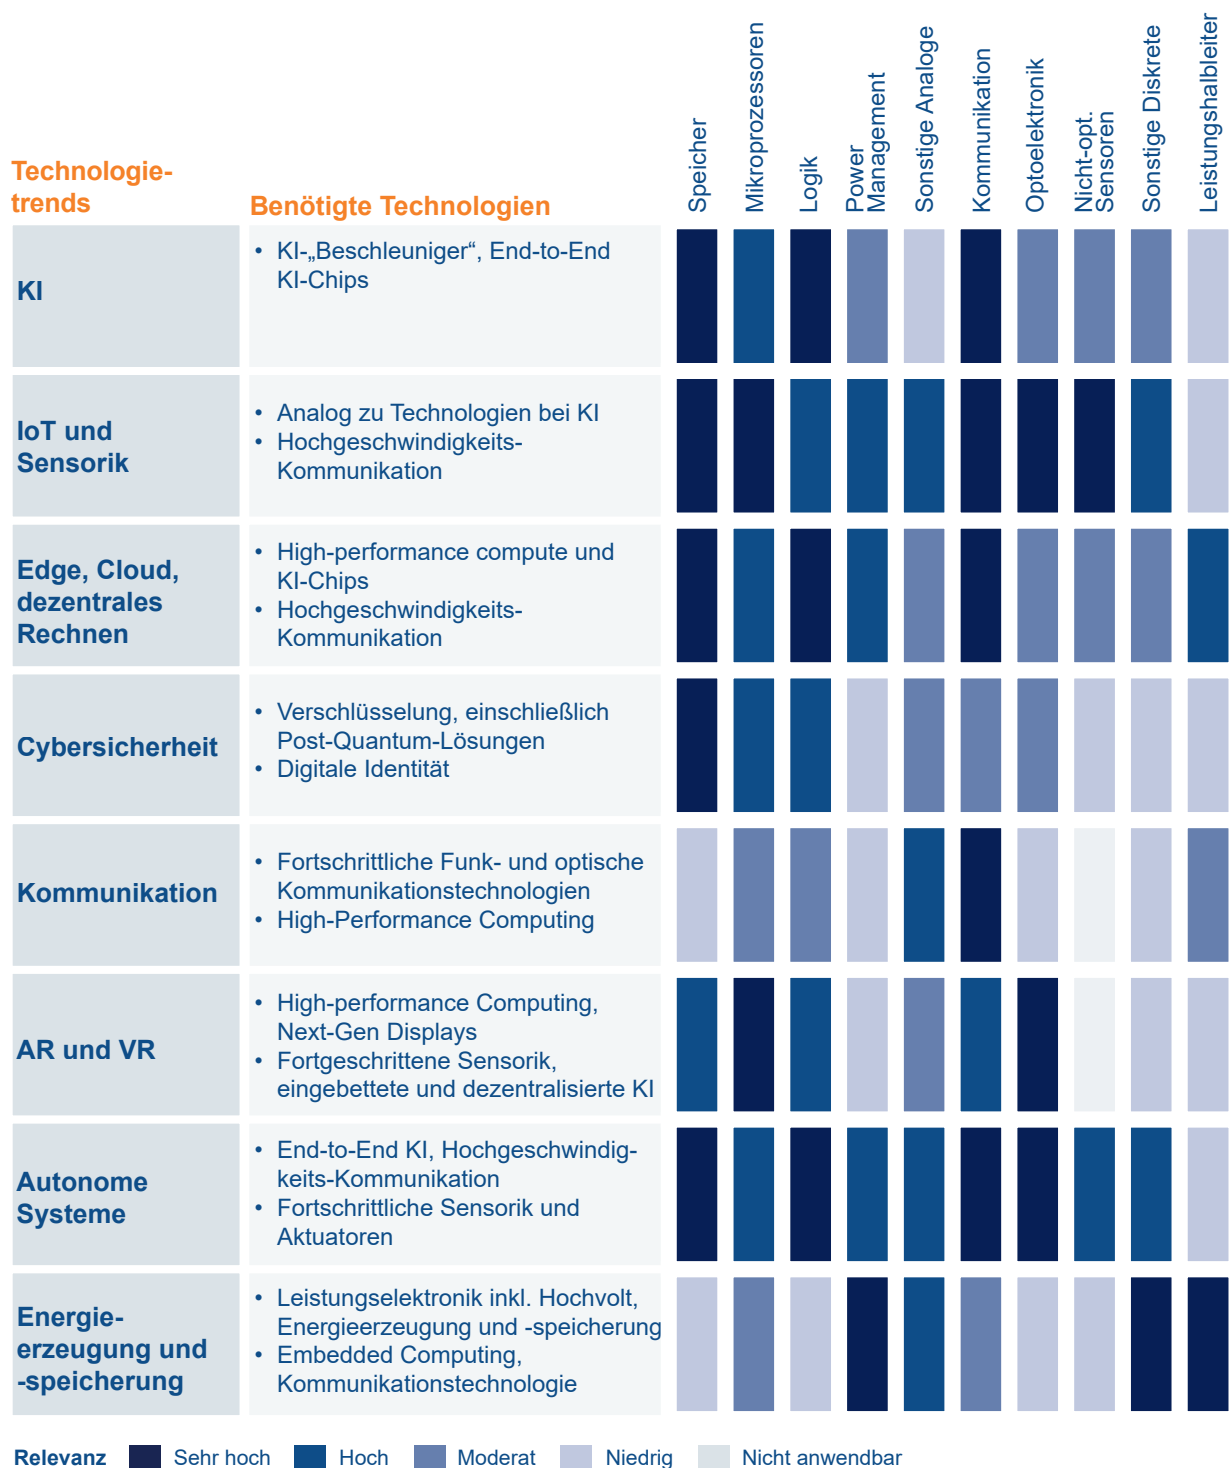 Speicher
Mikroprozessoren
Logik
Power
Management
Sonstige Analoge
Kommunikation
Optoelektronik
Nicht-opt.
Sensoren
Sonstige Diskrete
Leistungshalbleiter
Technologie-
trends
Benötigte Technologien
KI
• KI-„Beschleuniger“, End-to-End
KI-Chips
IoT und
Sensorik
• Analog zu Technologien bei KI
• Hochgeschwindigkeits-
Kommunikation
Edge, Cloud,
dezentrales
Rechnen
• High-performance compute und
KI-Chips
• Hochgeschwindigkeits-
Kommunikation
Cybersicherheit
• Verschlüsselung, einschließlich
Post-Quantum-Lösungen
• Digitale Identität
Kommunikation
• Fortschrittliche Funk- und optische
Kommunikationstechnologien
• High-Performance Computing
AR und VR
• High-performance Computing,
Next-Gen Displays
• Fortgeschrittene Sensorik,
eingebettete und dezentralisierte KI
Autonome
Systeme
• End-to-End KI, Hochgeschwindig-
keits-Kommunikation
• Fortschrittliche Sensorik und
Aktuatoren
Energie-
erzeugung und
-speicherung
• Leistungselektronik inkl. Hochvolt,
Energieerzeugung und -speicherung
• Embedded Computing,
Kommunikationstechnologie
Relevanz Sehr hoch Hoch Moderat Niedrig Nicht anwendbar